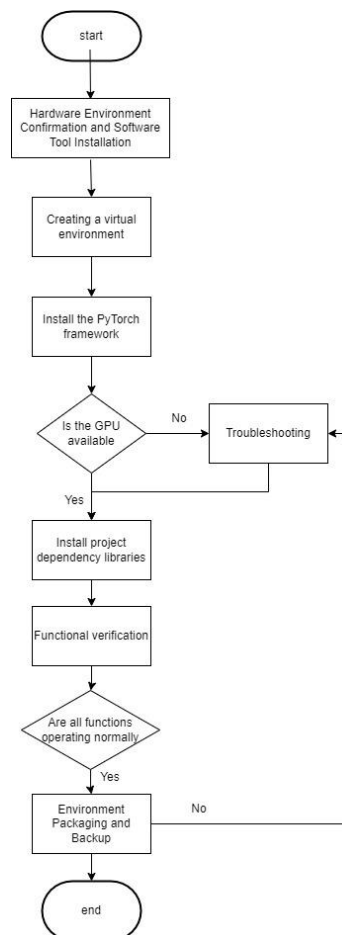 start
Hardware Environment
Confirmation and Software
Tool Installation
Creating a virtual
environment
Install the PyTorch
framework
Is the GPU
available
No
Troubleshooting
Yes
Install project
dependency libraries
Functional verification
Are all functions
operating normally
Yes
Environment
Packaging and
Backup
No
end